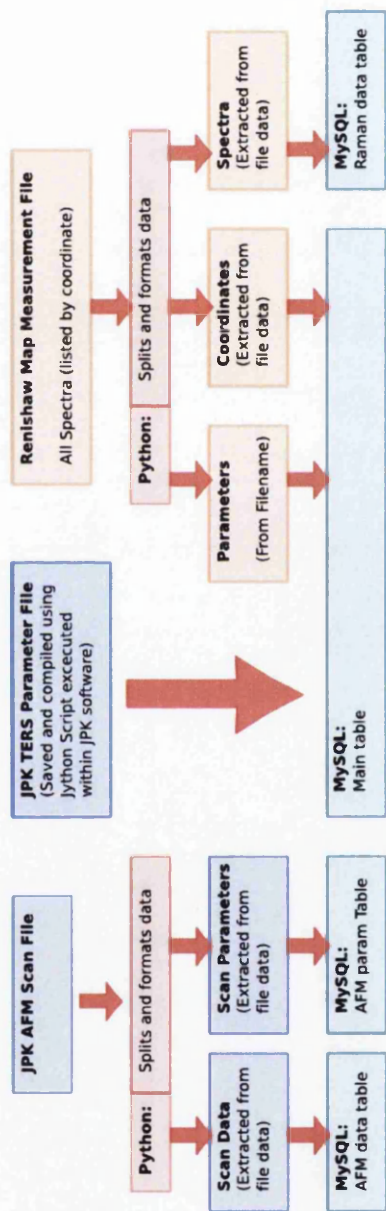 JPK AFM Scan File
Python:
Splits and formats data
Scan Data
(Extracted from
file data)
Scan Parameters
(Extracted from
file data)
MySQL:
AFM data table
MySQL:
AFM param Table
JPK TERS Parameter File
(Saved and compiled using
Jython Script excecuted
within JPK software)
Renishaw Map Measurement File
All Spectra (listed by coordinate)
Python:
Splits and formats data
Parameters
(From Filename)
Coordinates
(Extracted from
file data)
Spectra
(Extracted from
file data)
MySQL:
Main table
MySQL:
Raman data table